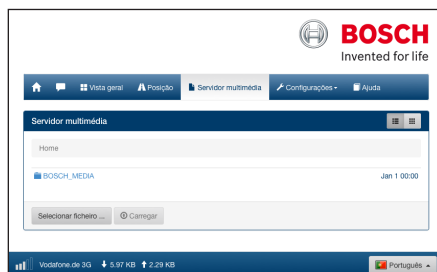 BOSCH
Invented for life
Vista geral Posição Servidor multimédia Configurações Ajuda
Servidor multimédia
Home
BOSCH_MEDIA Jan 1 00:00
Selecionar ficheiro ... Carregar
Vodafone.de 3G 5.97 KB 2.29 KB Português